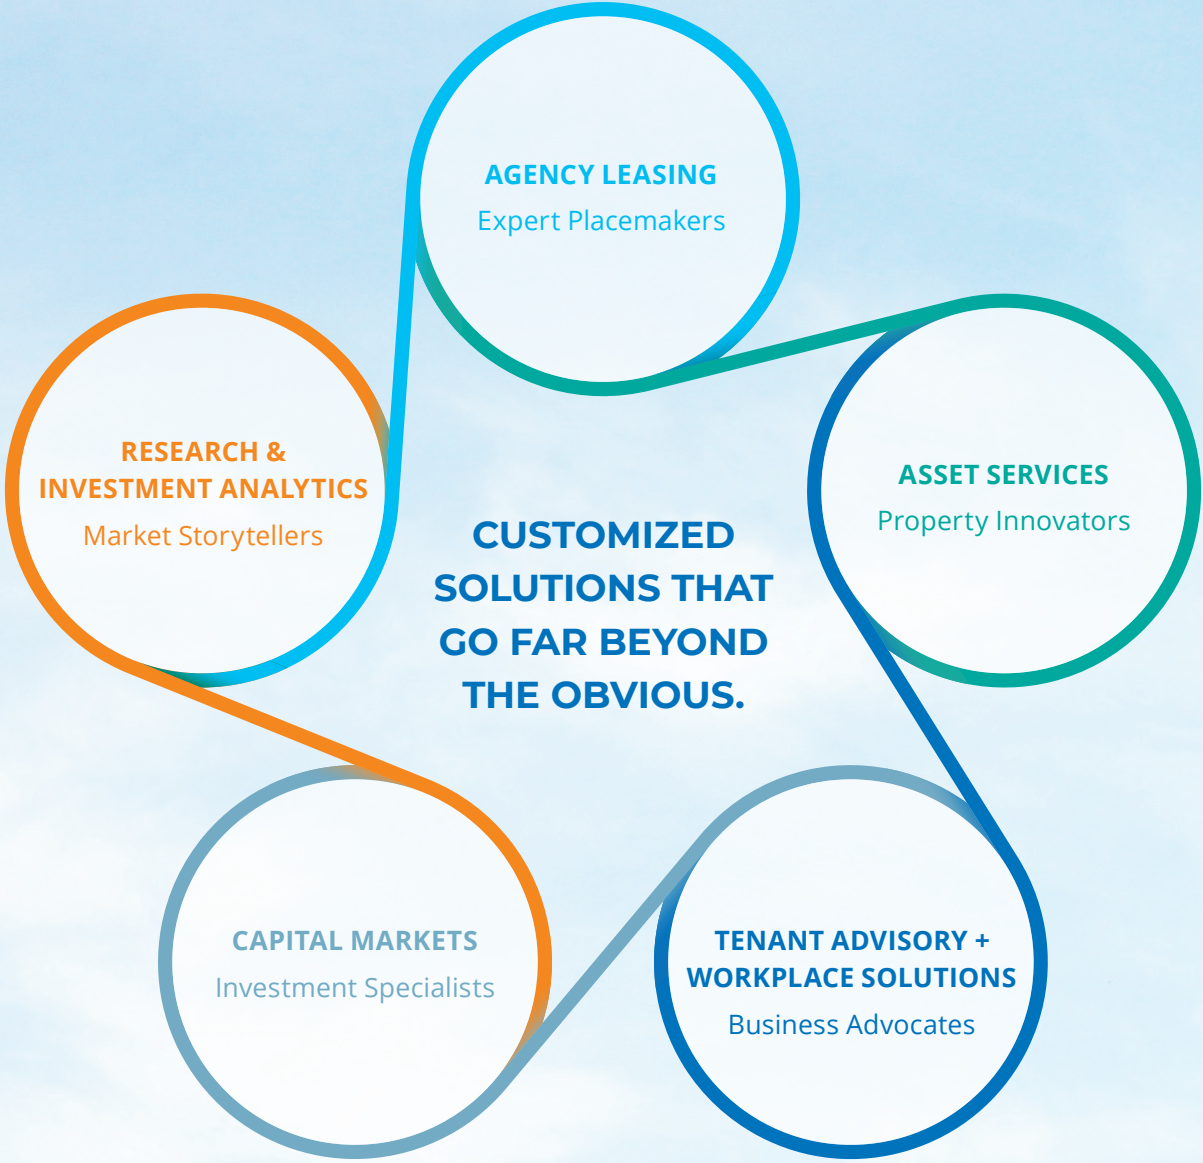 AGENCY LEASING
Expert Placemakers
RESEARCH &
INVESTMENT ANALYTICS
Market Storytellers
ASSET SERVICES
Property Innovators
CUSTOMIZED
SOLUTIONS THAT
GO FAR BEYOND
THE OBVIOUS.
CAPITAL MARKETS
Investment Specialists
TENANT ADVISORY +
WORKPLACE SOLUTIONS
Business Advocates